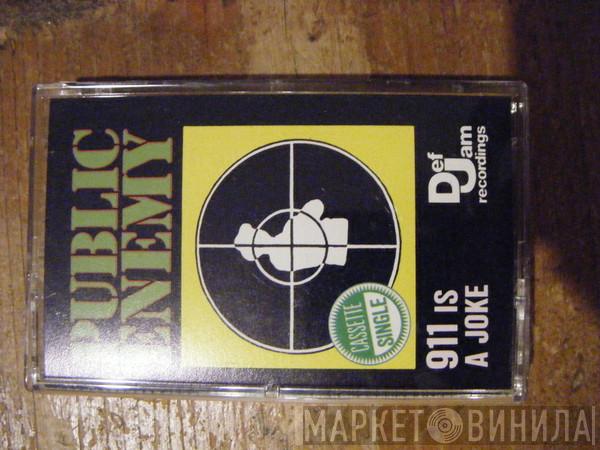 PUBLIC
ENEMY
CASSETTE
SINGLE
911 IS
A JOKE
Def
Jam
recordings
МАРКЕТ ВИНИЛА